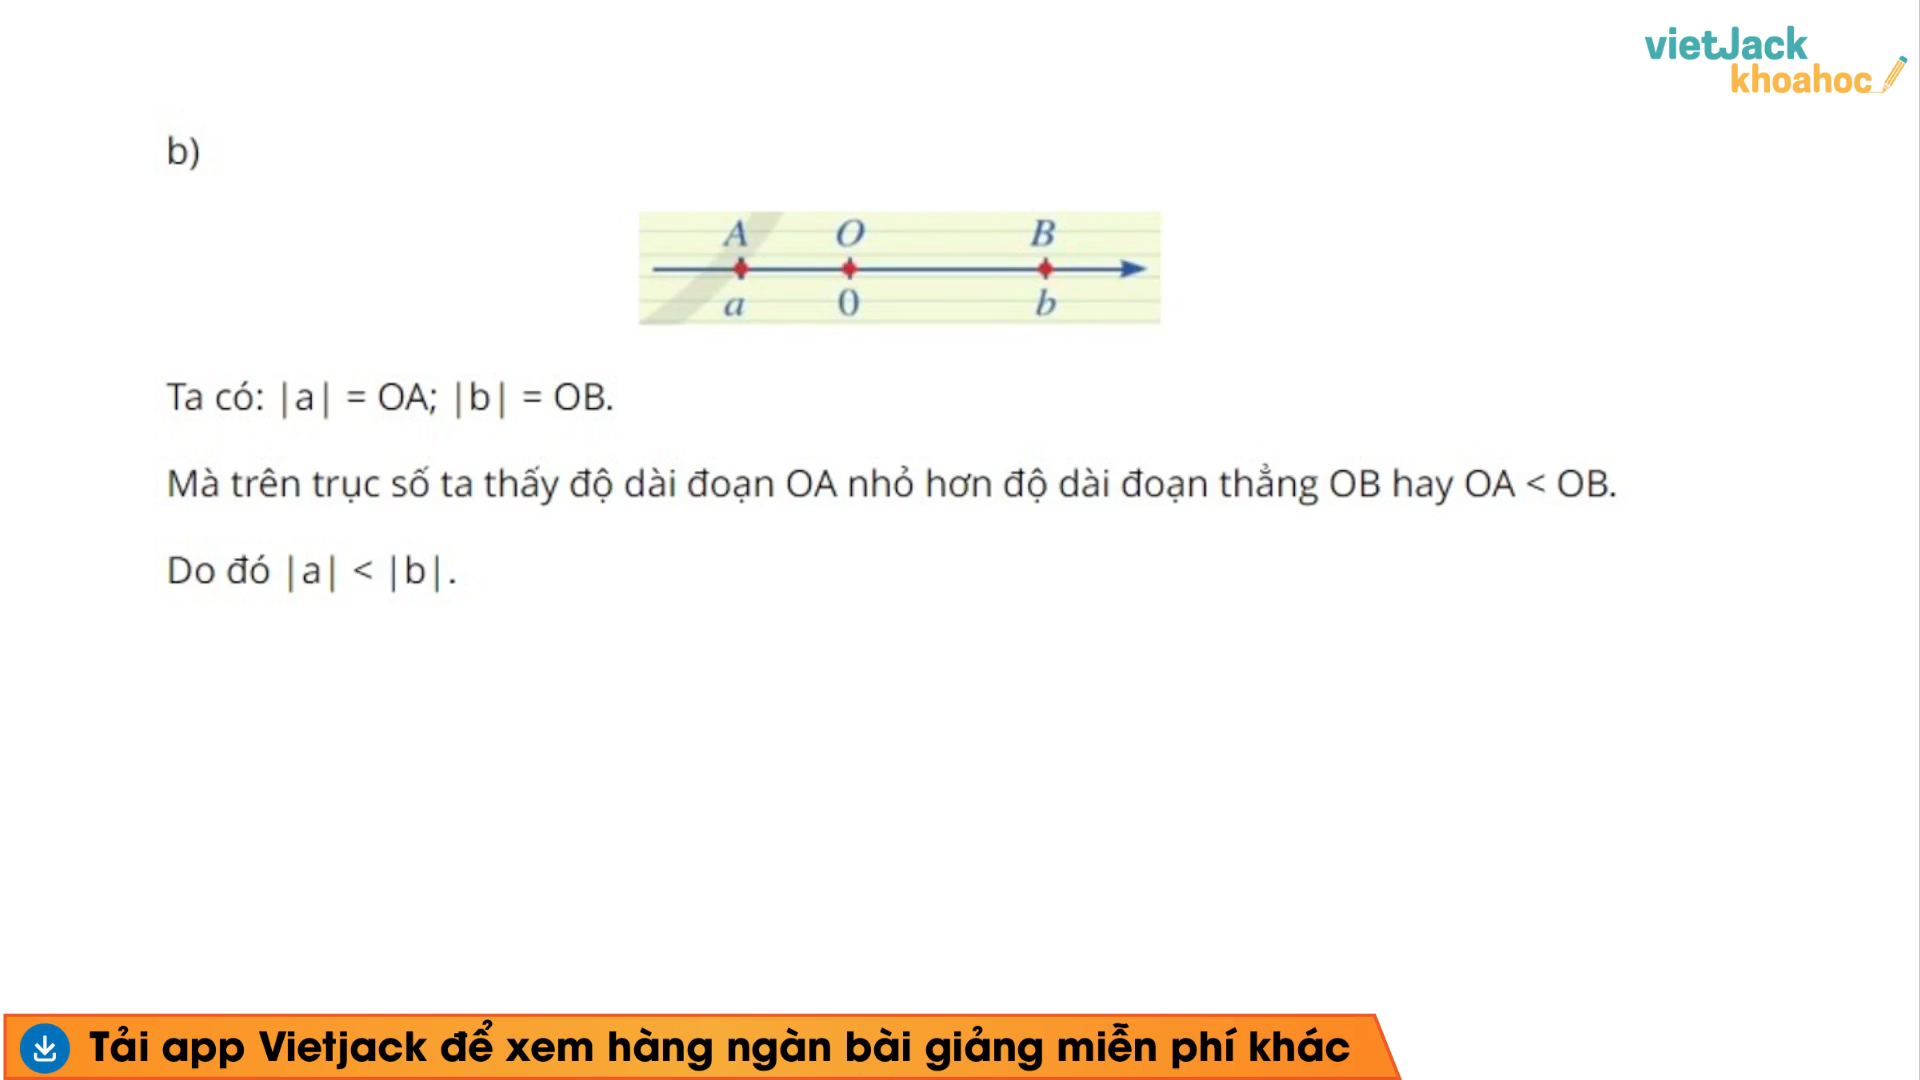 vietJack
khoahoc
b)
A O B
a 0 b
Ta có: |a| = OA; |b| = OB.
Mà trên trục số ta thấy độ dài đoạn OA nhỏ hơn độ dài đoạn thẳng OB hay OA < OB.
Do đó |a| < |b|.
Tải app Vietjack để xem hàng ngàn bài giảng miễn phí khác